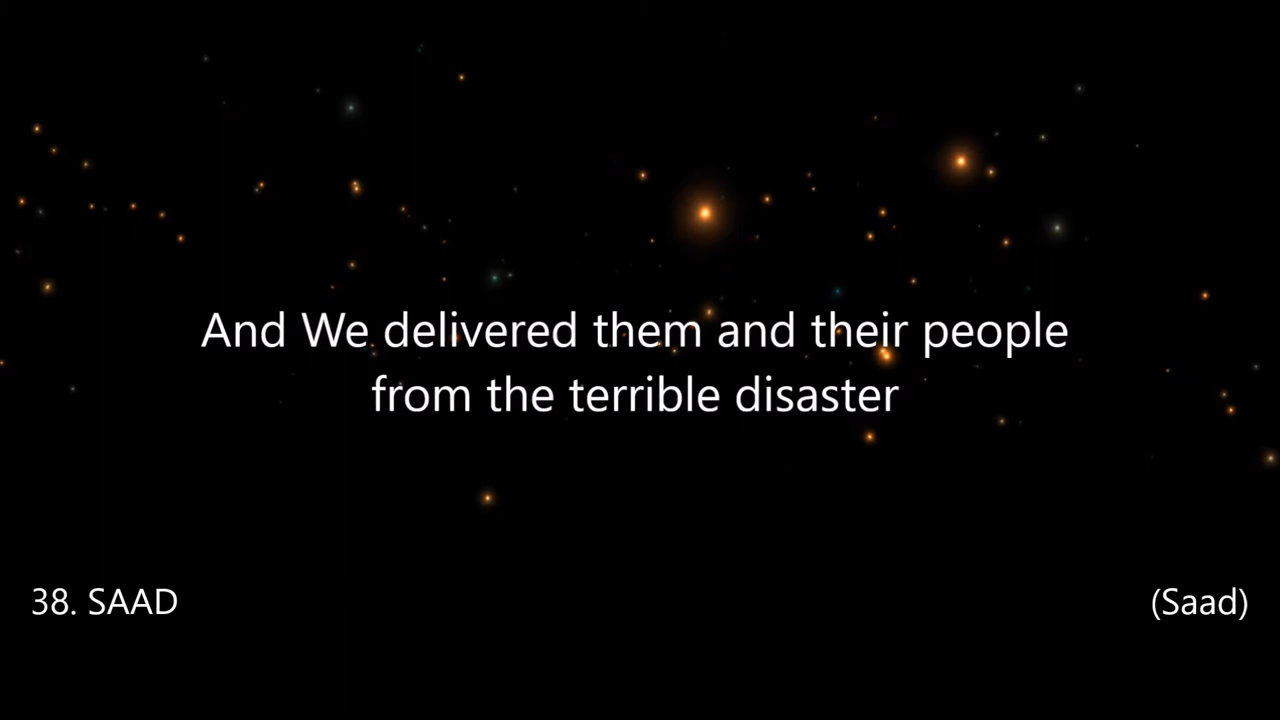 And We delivered them and their people
from the terrible disaster
38. SAAD
(Saad)